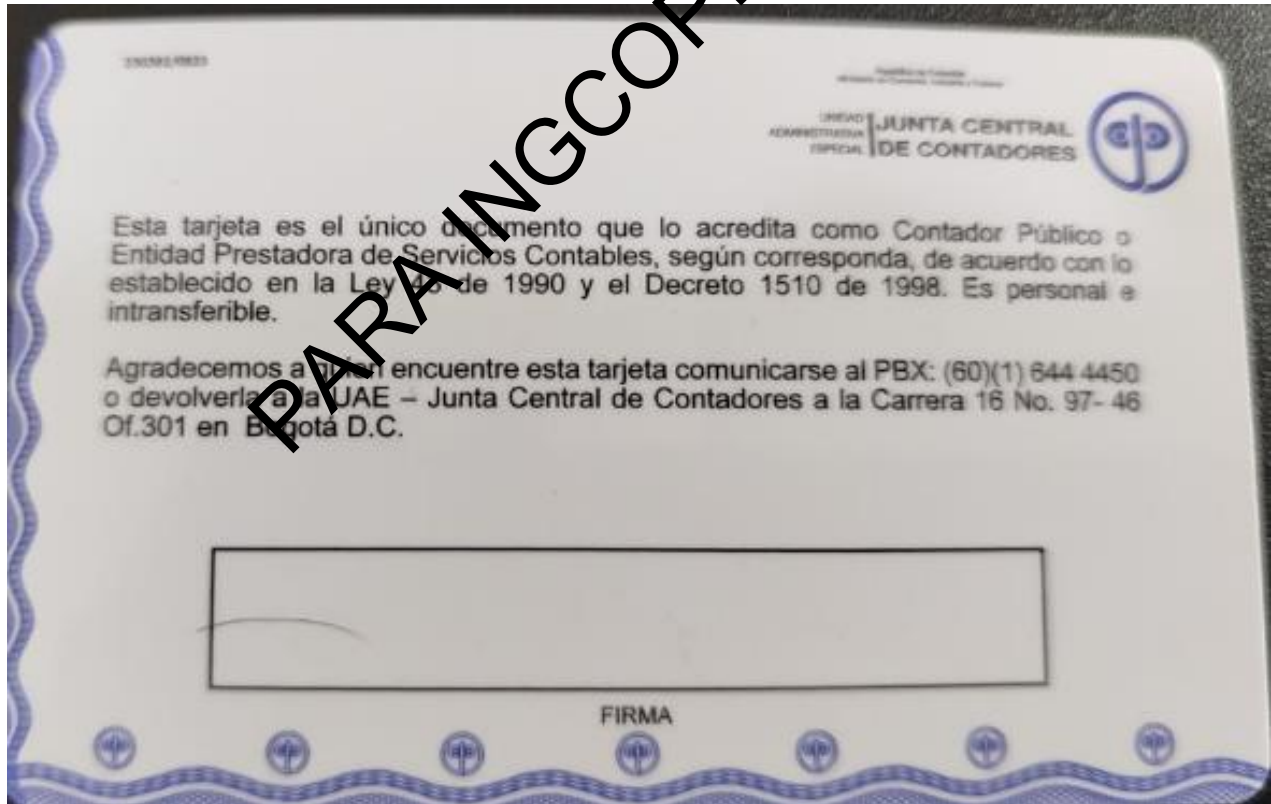 JUNTA CENTRAL
DE CONTADORES
UNIDAD
ADMINISTRATIVA
ESPECIAL
Esta tarjeta es el único documento que lo acredita como Contador Público o
Entidad Prestadora de Servicios Contables, según corresponda, de acuerdo con lo
establecido en la Ley 43 de 1990 y el Decreto 1510 de 1998. Es personal e
intransferible.
Agradecemos a quien encuentre esta tarjeta comunicarse al PBX: (60)(1) 644 4450
o devolverla a la UAE – Junta Central de Contadores a la Carrera 16 No. 97- 46
Of.301 en Bogotá D.C.
FIRMA
PARA INGCOP